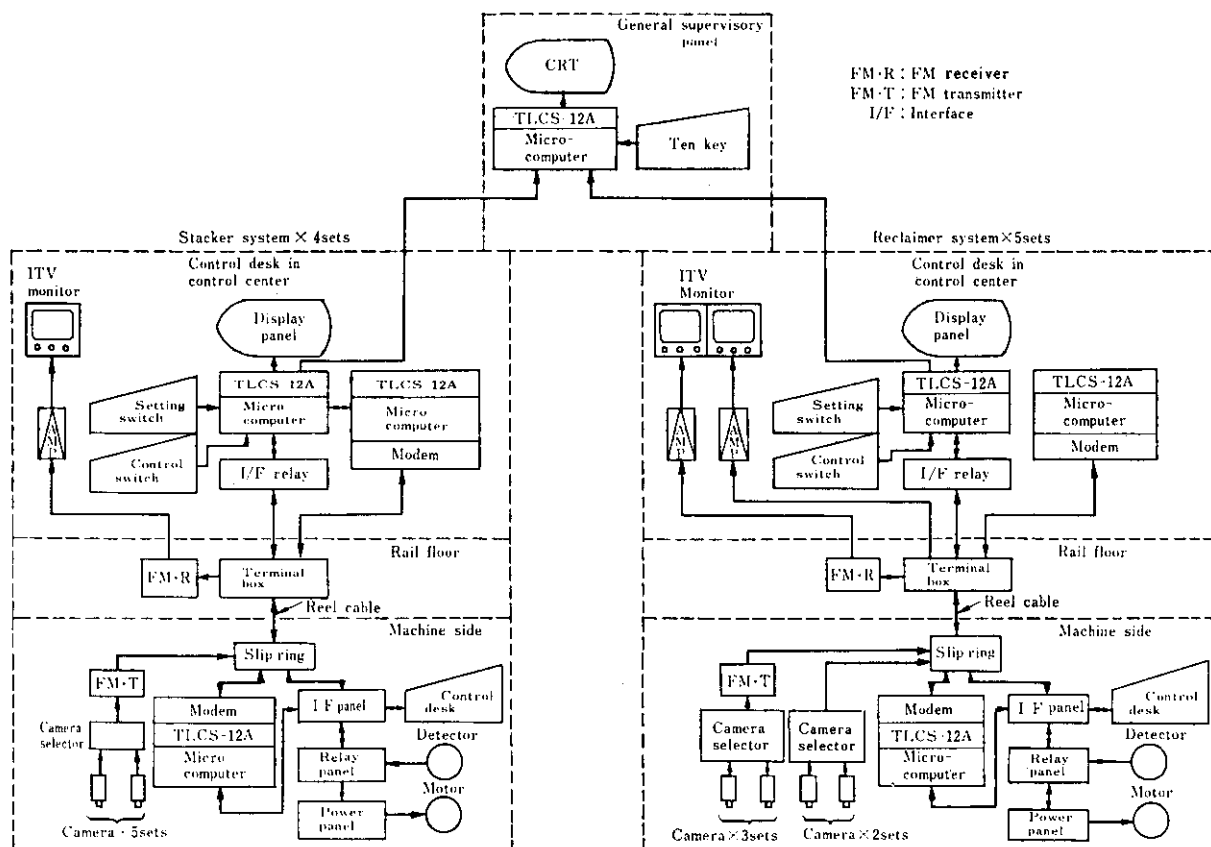 General supervisory
panel
CRT
TLCS-12A
Micro-
computer
Ten key
FM·R : FM receiver
FM·T : FM transmitter
I/F : Interface
Stacker system × 4sets
ITV
monitor
Control desk in
control center
Display
panel
TLCS-12A
Micro
computer
TLCS 12A
Micro
computer
Modem
Setting
switch
Control
switch
AMP
I/F relay
Rail floor
FM·R
Terminal
box
Reel cable
Machine side
Slip ring
FM·T
Camera
selector
Modem
TLCS-12A
Micro
computer
I F panel
Control
desk
Detector
Relay
panel
Motor
Power
panel
Camera · 5sets
Reclaimer system×5sets
ITV
Monitor
Control desk in
control center
Display
panel
TLCS-12A
Micro-
computer
TLCS-12A
Micro-
computer
Modem
Setting
switch
Control
switch
AMP
AMP
I/F relay
Rail floor
FM·R
Terminal
box
Reel cable
Machine side
Slip ring
FM·T
Camera
selector
Camera
selector
Modem
TLCS-12A
Micro-
computer
I F panel
Control
desk
Detector
Relay
panel
Motor
Power
panel
Camera×3sets
Camera×2sets